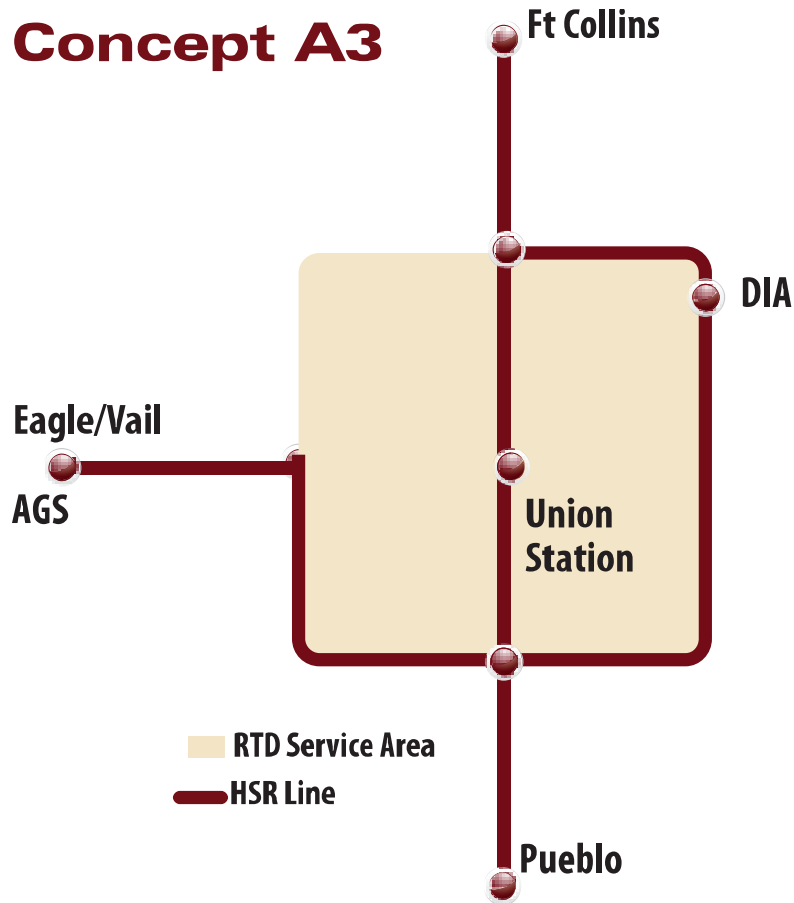 Concept A3
Ft Collins
DIA
Eagle/Vail
AGS
Union
Station
RTD Service Area
HSR Line
Pueblo